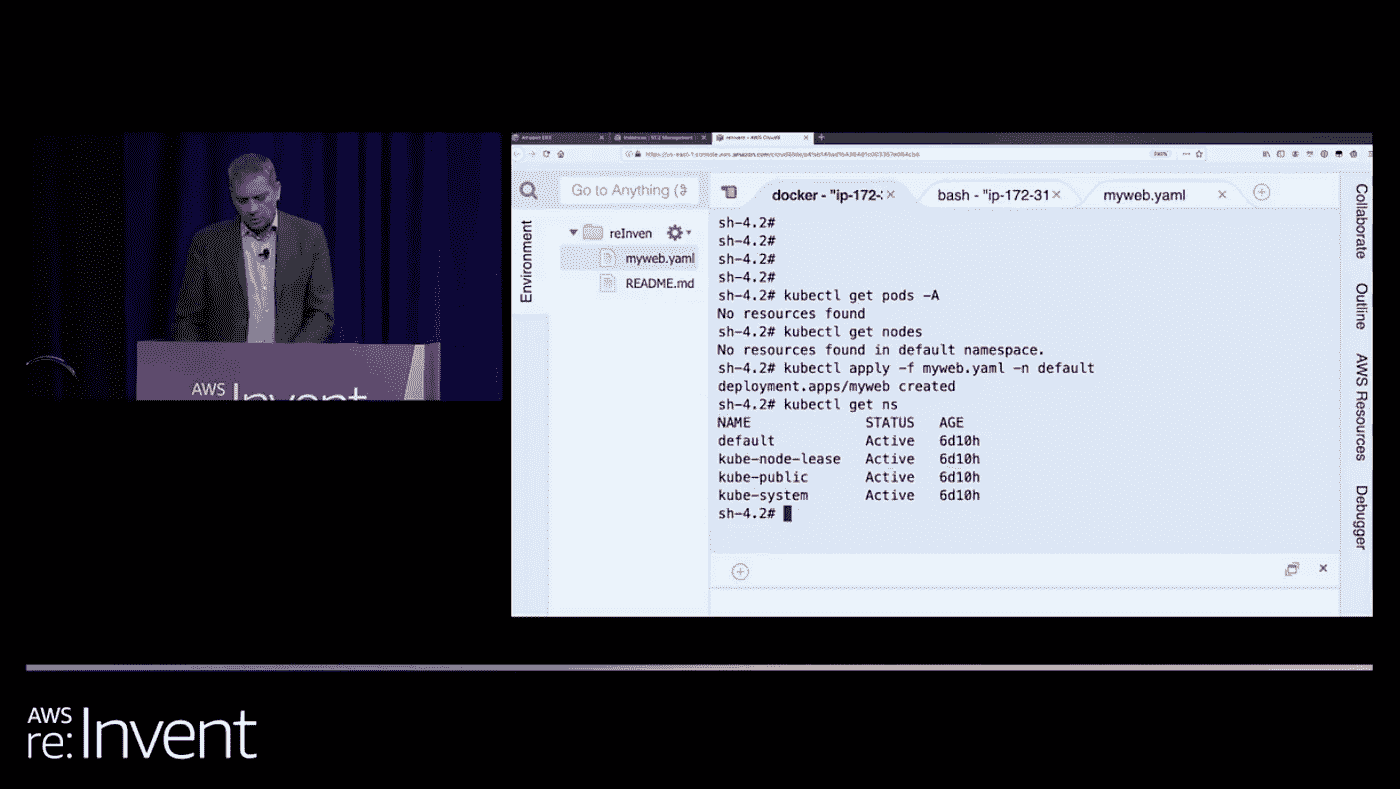 Amazon EKS
Instances | EC2 Management
reInvent - AWS Cloud9
Go to Anything (
docker - "ip-172-
bash - "ip-172-31
myweb.yaml
Environment
reInven
myweb.yaml
README.md
sh-4.2#
sh-4.2#
sh-4.2#
sh-4.2#
sh-4.2# kubectl get pods -A
No resources found
sh-4.2# kubectl get nodes
No resources found in default namespace.
sh-4.2# kubectl apply -f myweb.yaml -n default
deployment.apps/myweb created
sh-4.2# kubectl get ns
NAME STATUS AGE
default Active 6d10h
kube-node-lease Active 6d10h
kube-public Active 6d10h
kube-system Active 6d10h
sh-4.2#
Collaborate
Outline
AWS Resources
Debugger
AWS
Invent
AWS
re:Invent